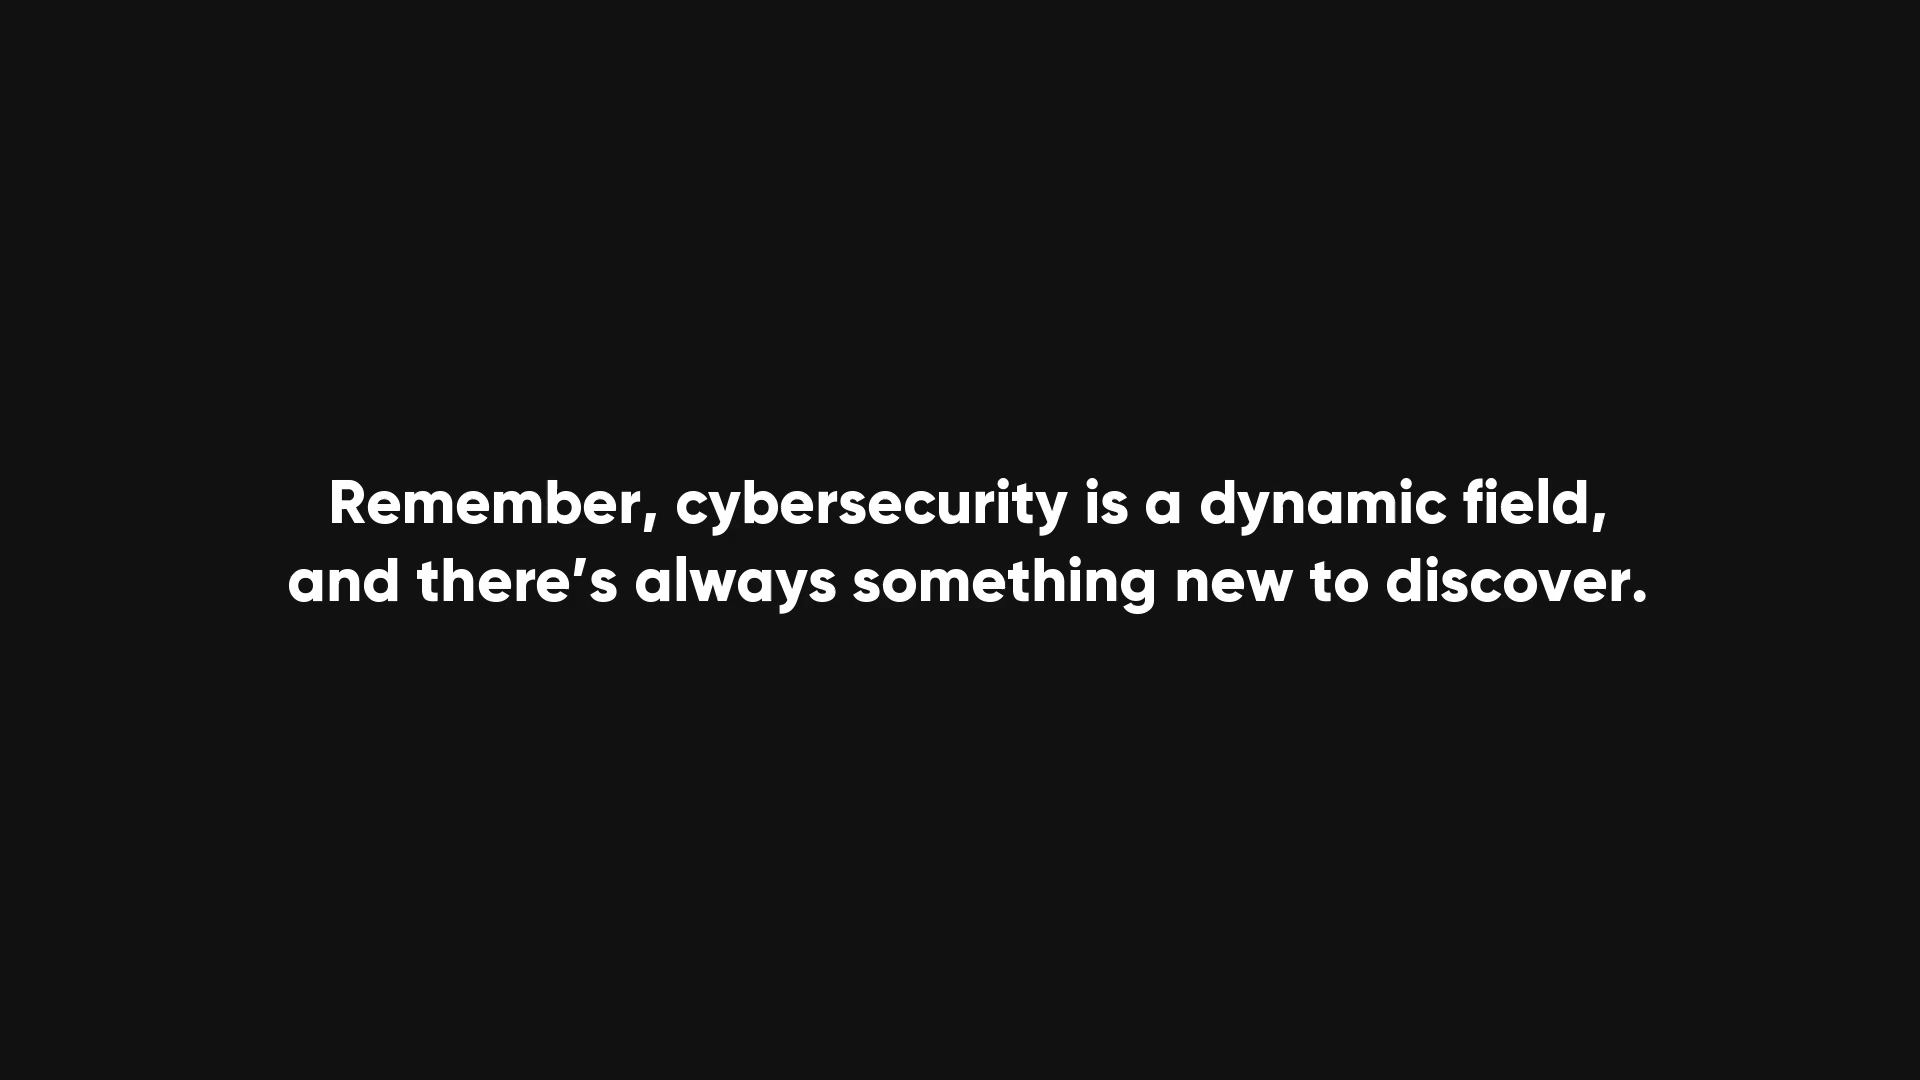 Remember, cybersecurity is a dynamic field,
and there’s always something new to discover.